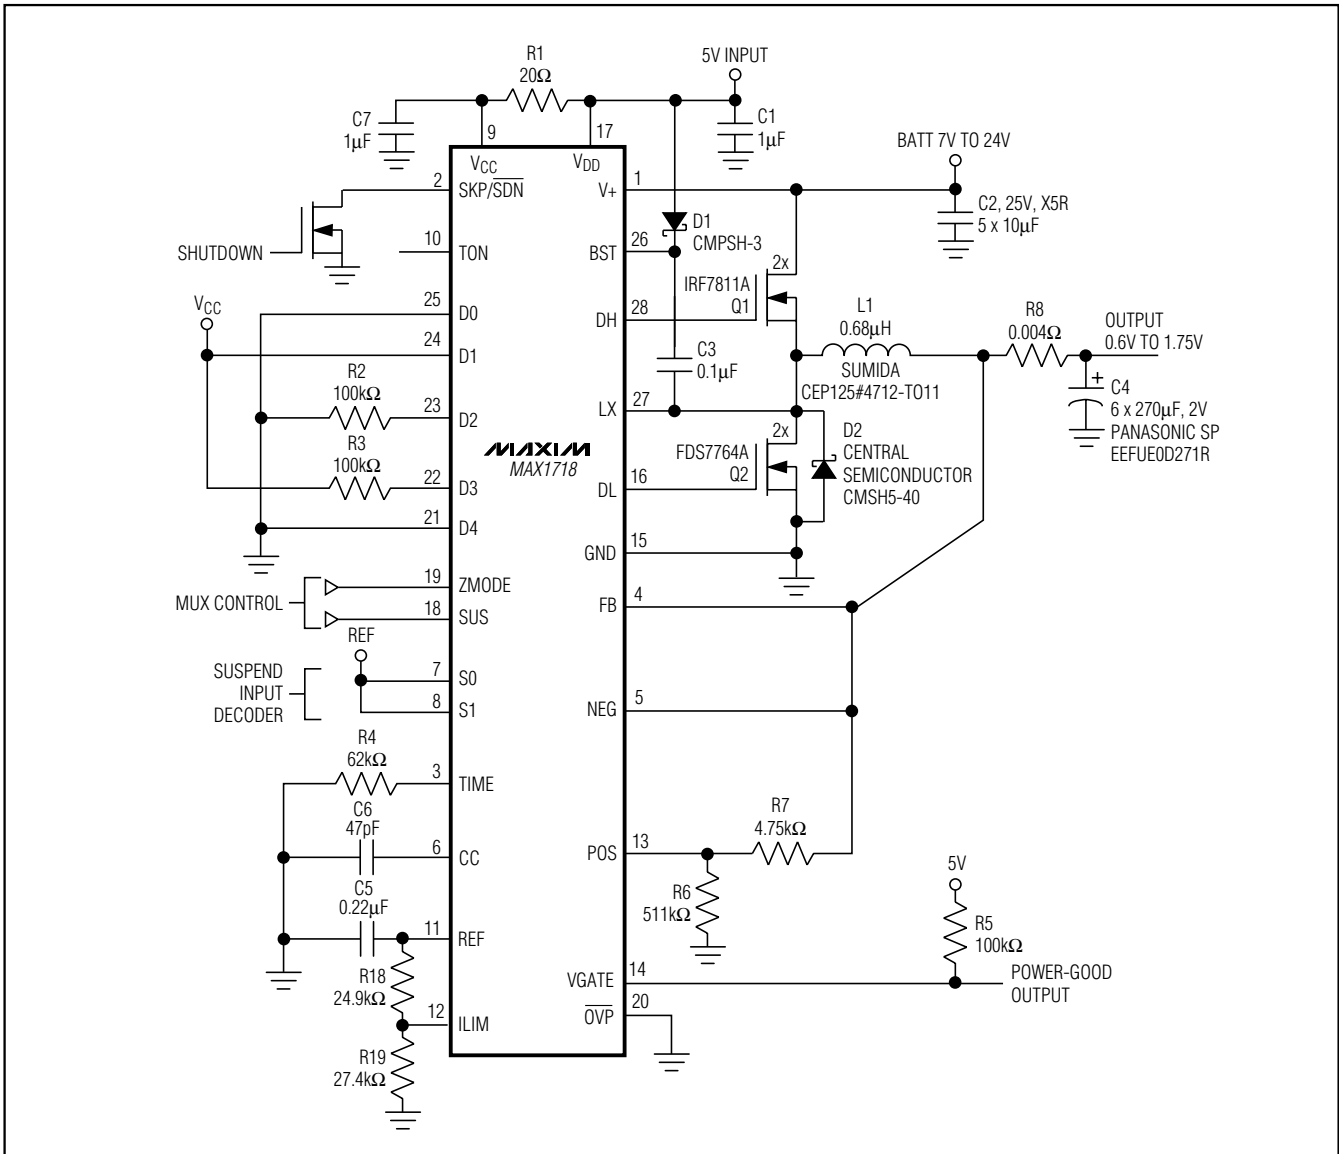 R1
20Ω
5V INPUT
C7
1µF
C1
1µF
9
17
VCC
VDD
BATT 7V TO 24V
2
SKP/SDN
1
V+
C2, 25V, X5R
5 x 10µF
D1
CMPSH-3
SHUTDOWN
10
TON
26
BST
2x
IRF7811A
Q1
VCC
25
D0
28
DH
L1
0.68µH
SUMIDA
CEP125#4712-TO11
R8
0.004Ω
OUTPUT
0.6V TO 1.75V
24
D1
C3
0.1µF
+
C4
6 x 270µF, 2V
PANASONIC SP
EEFUE0D271R
R2
100kΩ
23
D2
27
LX
R3
100kΩ
22
D3
MAXIM
MAX1718
2x
FDS7764A
Q2
D2
CENTRAL
SEMICONDUCTOR
CMSH5-40
16
DL
21
D4
15
GND
MUX CONTROL
19
ZMODE
18
SUS
4
FB
REF
SUSPEND
INPUT
DECODER
7
S0
8
S1
5
NEG
R4
62kΩ
3
TIME
C6
47pF
6
CC
R7
4.75kΩ
13
POS
R6
511kΩ
5V
R5
100kΩ
C5
0.22µF
11
REF
R18
24.9kΩ
14
VGATE
POWER-GOOD
OUTPUT
12
ILIM
20
OVP
R19
27.4kΩ